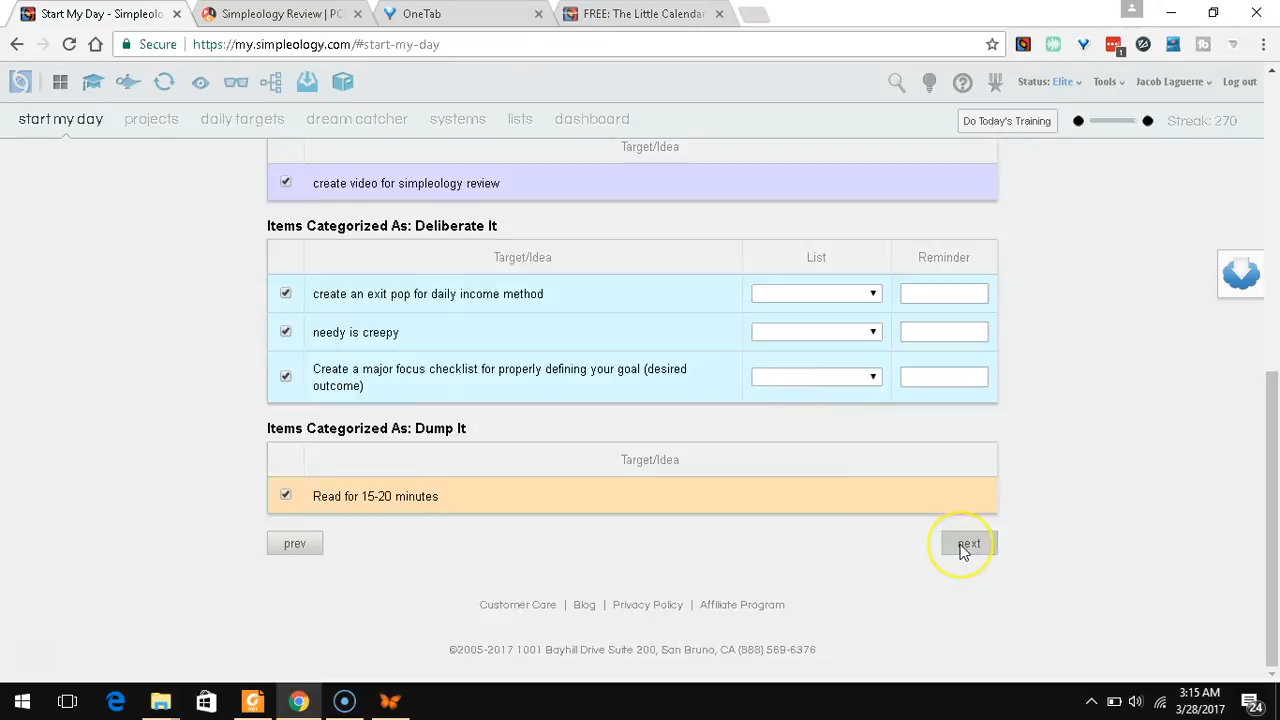 Start My Day - Simpleolo
Simpleology Review | PC
OneTab
FREE: The Little Calendar
Secure
https://my.simpleology.com/#start-my-day
1
Status: Elite
Tools
Jacob Laguerre
Log out
start my day
projects
daily targets
dream catcher
systems
lists
dashboard
Do Today's Training
Streak: 270
Target/Idea
create video for simpleology review
Items Categorized As: Deliberate It
Target/Idea
List
Reminder
create an exit pop for daily income method
needy is creepy
Create a major focus checklist for properly defining your goal (desired
outcome)
Items Categorized As: Dump It
Target/Idea
Read for 15-20 minutes
prev
next
Customer Care | Blog | Privacy Policy | Affiliate Program
©2005-2017 1001 Bayhill Drive Suite 200, San Bruno, CA (888) 569-6376
3:15 AM
3/28/2017
24